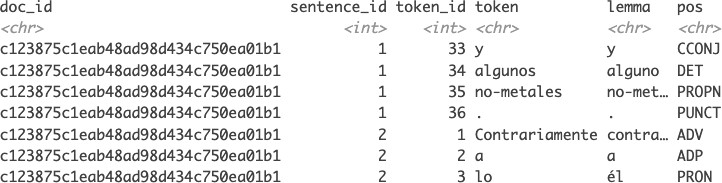 doc_id sentence_id token_id token lemma pos
<chr> <int> <int> <chr> <chr> <chr>
c123875c1eab48ad98d434c750ea01b1 1 33 y y CCONJ
c123875c1eab48ad98d434c750ea01b1 1 34 algunos alguno DET
c123875c1eab48ad98d434c750ea01b1 1 35 no-metales no-met… PROPN
c123875c1eab48ad98d434c750ea01b1 1 36 . . PUNCT
c123875c1eab48ad98d434c750ea01b1 2 1 Contrariamente contra… ADV
c123875c1eab48ad98d434c750ea01b1 2 2 a a ADP
c123875c1eab48ad98d434c750ea01b1 2 3 lo él PRON